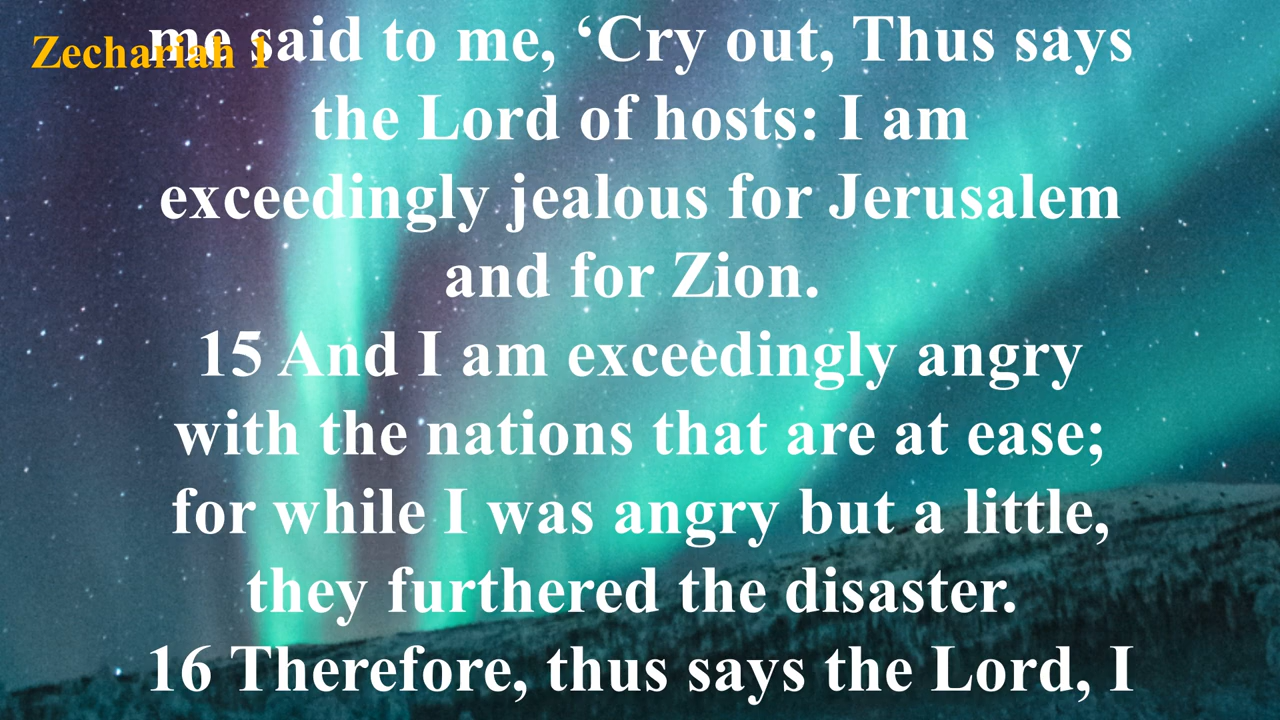 Zechariah 1
me said to me, ‘Cry out, Thus says
the Lord of hosts: I am
exceedingly jealous for Jerusalem
and for Zion.
15 And I am exceedingly angry
with the nations that are at ease;
for while I was angry but a little,
they furthered the disaster.
16 Therefore, thus says the Lord, I